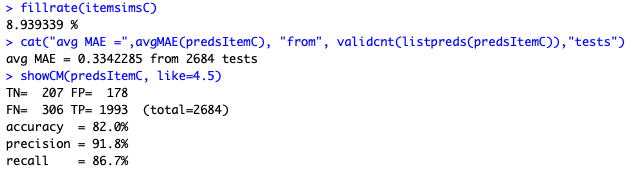 > fillrate(itemsimsC)
8.939339 %
> cat("avg MAE =",avgMAE(predsItemC), "from", validcnt(listpreds(predsItemC)),"tests")
avg MAE = 0.3342285 from 2684 tests
> showCM(predsItemC, like=4.5)
TN=  207 FP=  178
FN=  306 TP= 1993  (total=2684)
accuracy  = 82.0%
precision = 91.8%
recall    = 86.7%